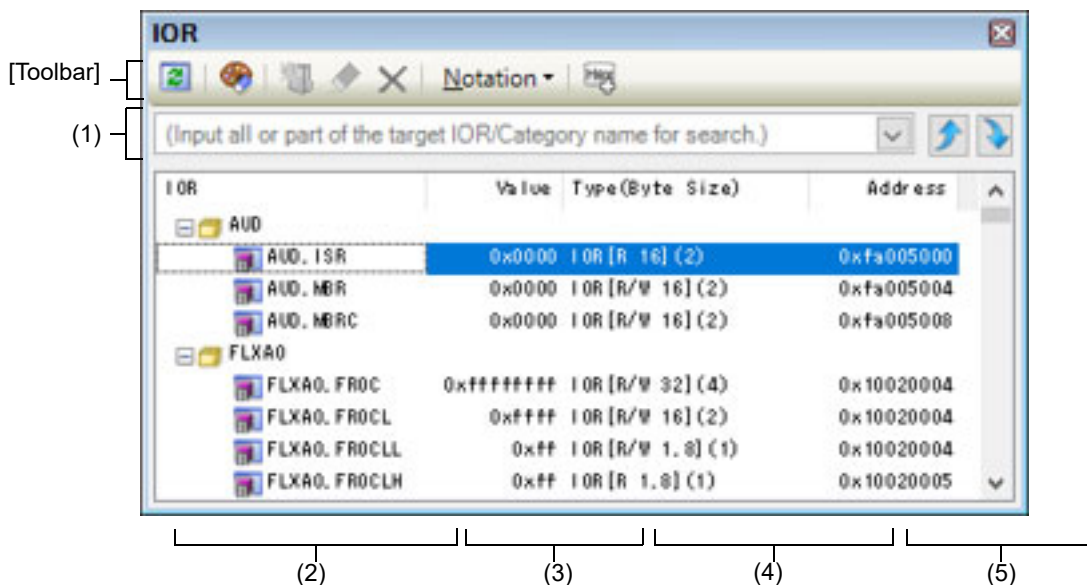 IOR
[Toolbar]
Notation
Hex
(1)
(Input all or part of the target IOR/Category name for search.)
IOR Value Type(Byte Size) Address
AUD
AUD.ISR 0x0000 IOR[R 16](2) 0xfa005000
AUD.MBR 0x0000 IOR[R/W 16](2) 0xfa005004
AUD.MBRC 0x0000 IOR[R/W 16](2) 0xfa005008
FLXA0
FLXA0.FROC 0xffffffff IOR[R/W 32](4) 0x10020004
FLXA0.FROCL 0xffff IOR[R/W 16](2) 0x10020004
FLXA0.FROCLL 0xff IOR[R/W 1.8](1) 0x10020004
FLXA0.FROCLH 0xff IOR[R 1.8](1) 0x10020005
(2) (3) (4) (5)